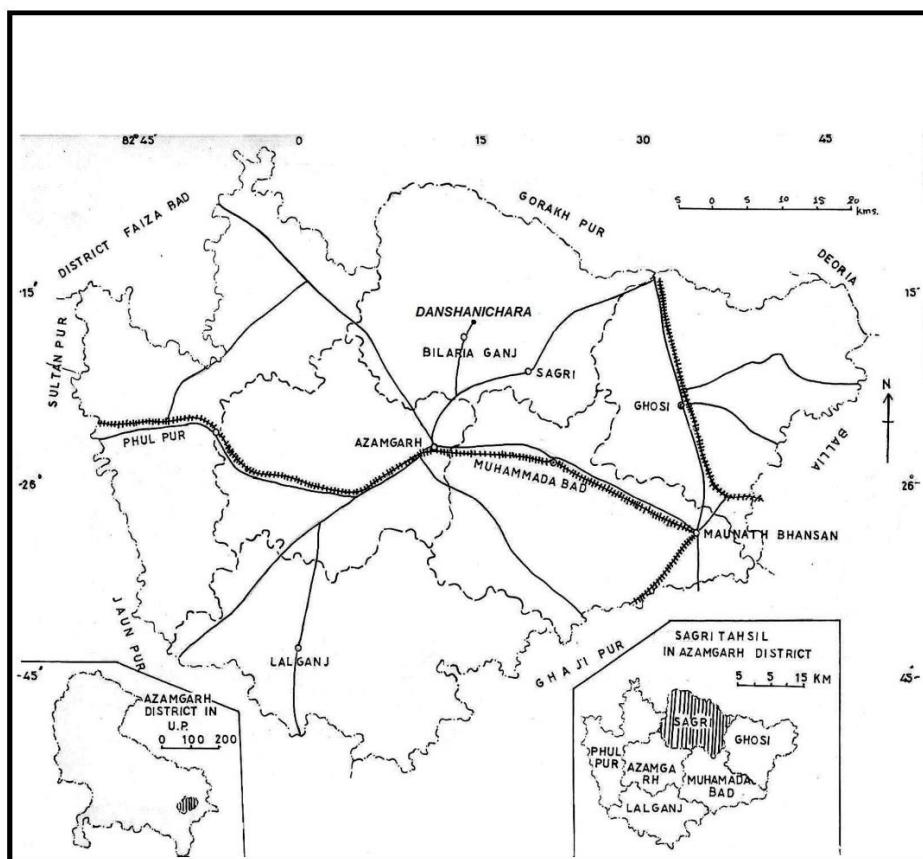 82° 45' 0 15 30 45
GORAKH PUR
5 0 5 10 15 20
kms.
DISTRICT FAIZA BAD
DEORIA
15' 15'
DANSHANICHARA
BILARIA GANJ
SAGRI
SULTAN PUR
GHOSI
N
PHUL PUR
AZAMGARH
MUHAMMADA BAD
BALLIA
26° 26°
MAUNATH BHANSAN
JAUN PUR
LALGANJ
GHAJI PUR
45' 45'
AZAMGARH
DISTRICT IN
U.P.
0 100 200
SAGRI TAHSIL
IN AZAMGARH DISTRICT
5 5 15 KM
SAGRI
GHOSI
PHUL
PUR
AZAMGA
RH
MUHAMADA
BAD
LALGANJ